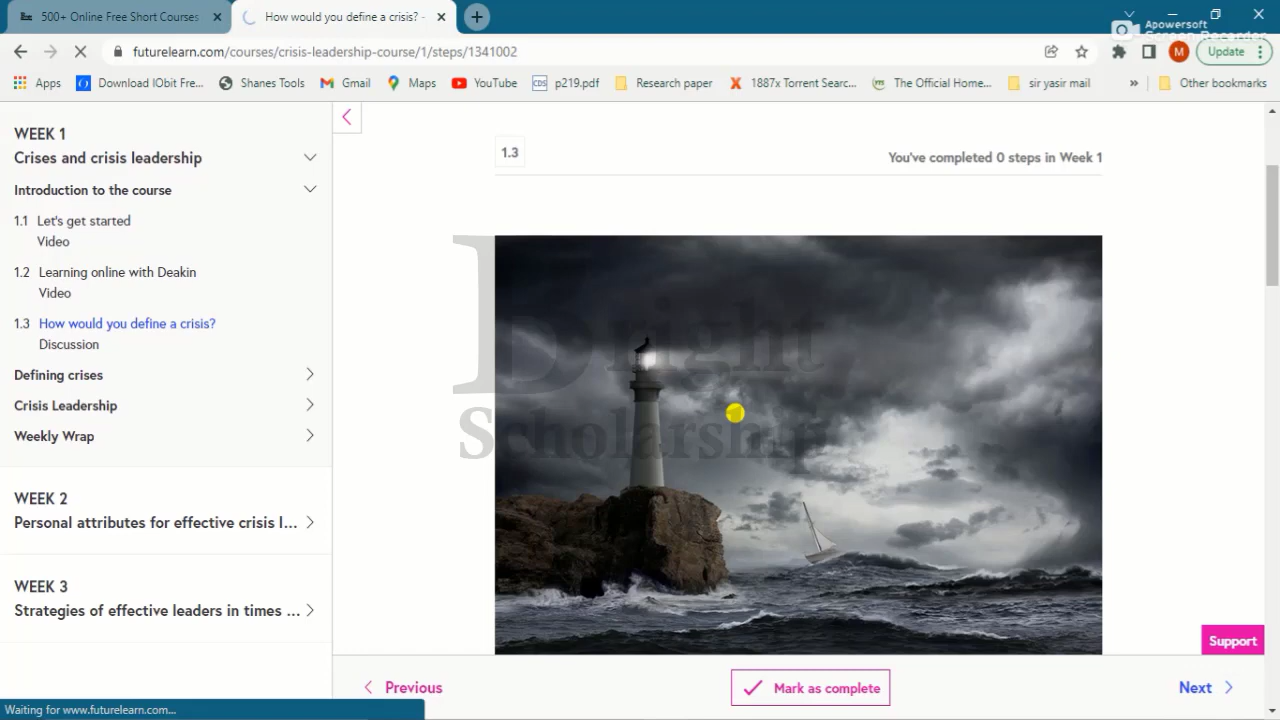 500+ Online Free Short Courses
How would you define a crisis? -
Apowersoft
Screen Recorder
futurelearn.com/courses/crisis-leadership-course/1/steps/1341002
M
Update
Apps
Download IObit Fre...
Shanes Tools
Gmail
Maps
YouTube
CDS
p219.pdf
Research paper
1887x Torrent Searc...
The Official Home...
sir yasir mail
»
Other bookmarks
WEEK 1
Crises and crisis leadership
Introduction to the course
1.1 Let's get started
Video
1.2 Learning online with Deakin
Video
1.3 How would you define a crisis?
Discussion
Defining crises
Crisis Leadership
Weekly Wrap
WEEK 2
Personal attributes for effective crisis l...
WEEK 3
Strategies of effective leaders in times ...
1.3
You've completed 0 steps in Week 1
D right
Scholarship
Support
Previous
Mark as complete
Next
Waiting for www.futurelearn.com...